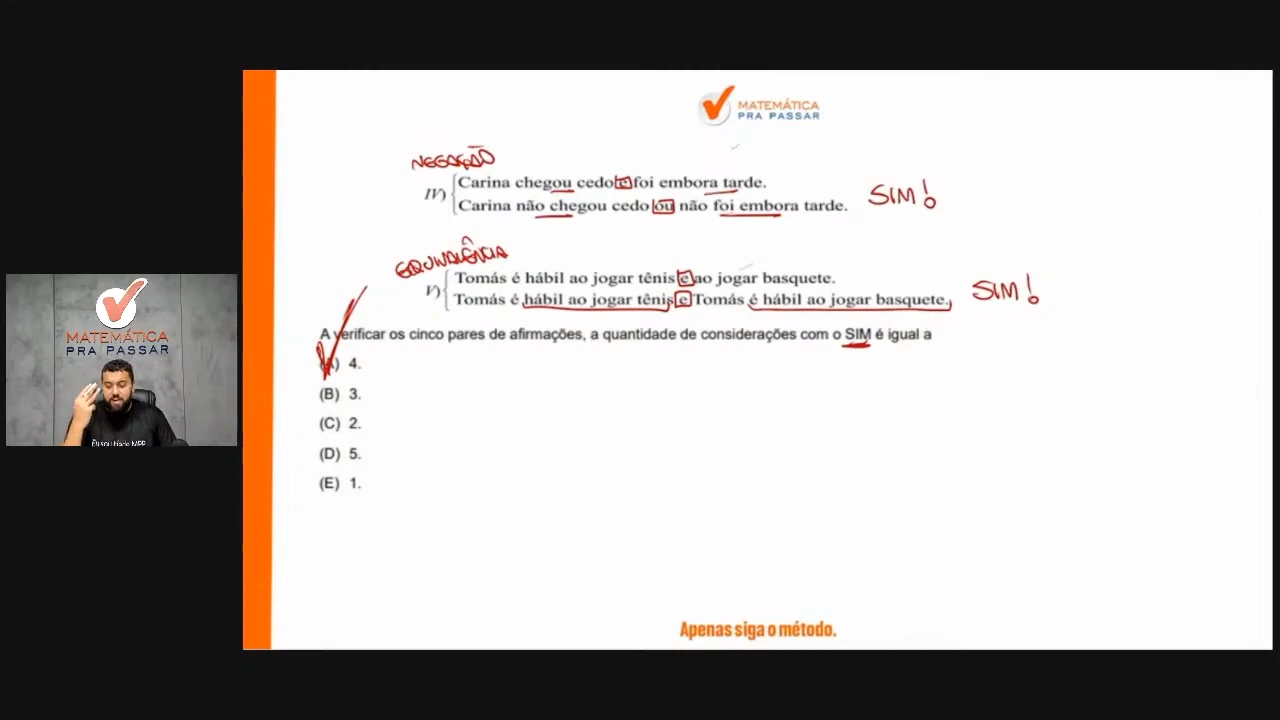 MATEMÁTICA
PRA PASSAR
NEGAÇÃO
IV) Carina chegou cedo e foi embora tarde.
Carina não chegou cedo ou não foi embora tarde.
SIM!
EQUIVALÊNCIA
V) Tomás é hábil ao jogar tênis e ao jogar basquete.
Tomás é hábil ao jogar tênis e Tomás é hábil ao jogar basquete.
SIM!
A verificar os cinco pares de afirmações, a quantidade de considerações com o SIM é igual a
(A) 4.
(B) 3.
(C) 2.
(D) 5.
(E) 1.
Apenas siga o método.
MATEMÁTICA
PRA PASSAR
Eu sou
MPP